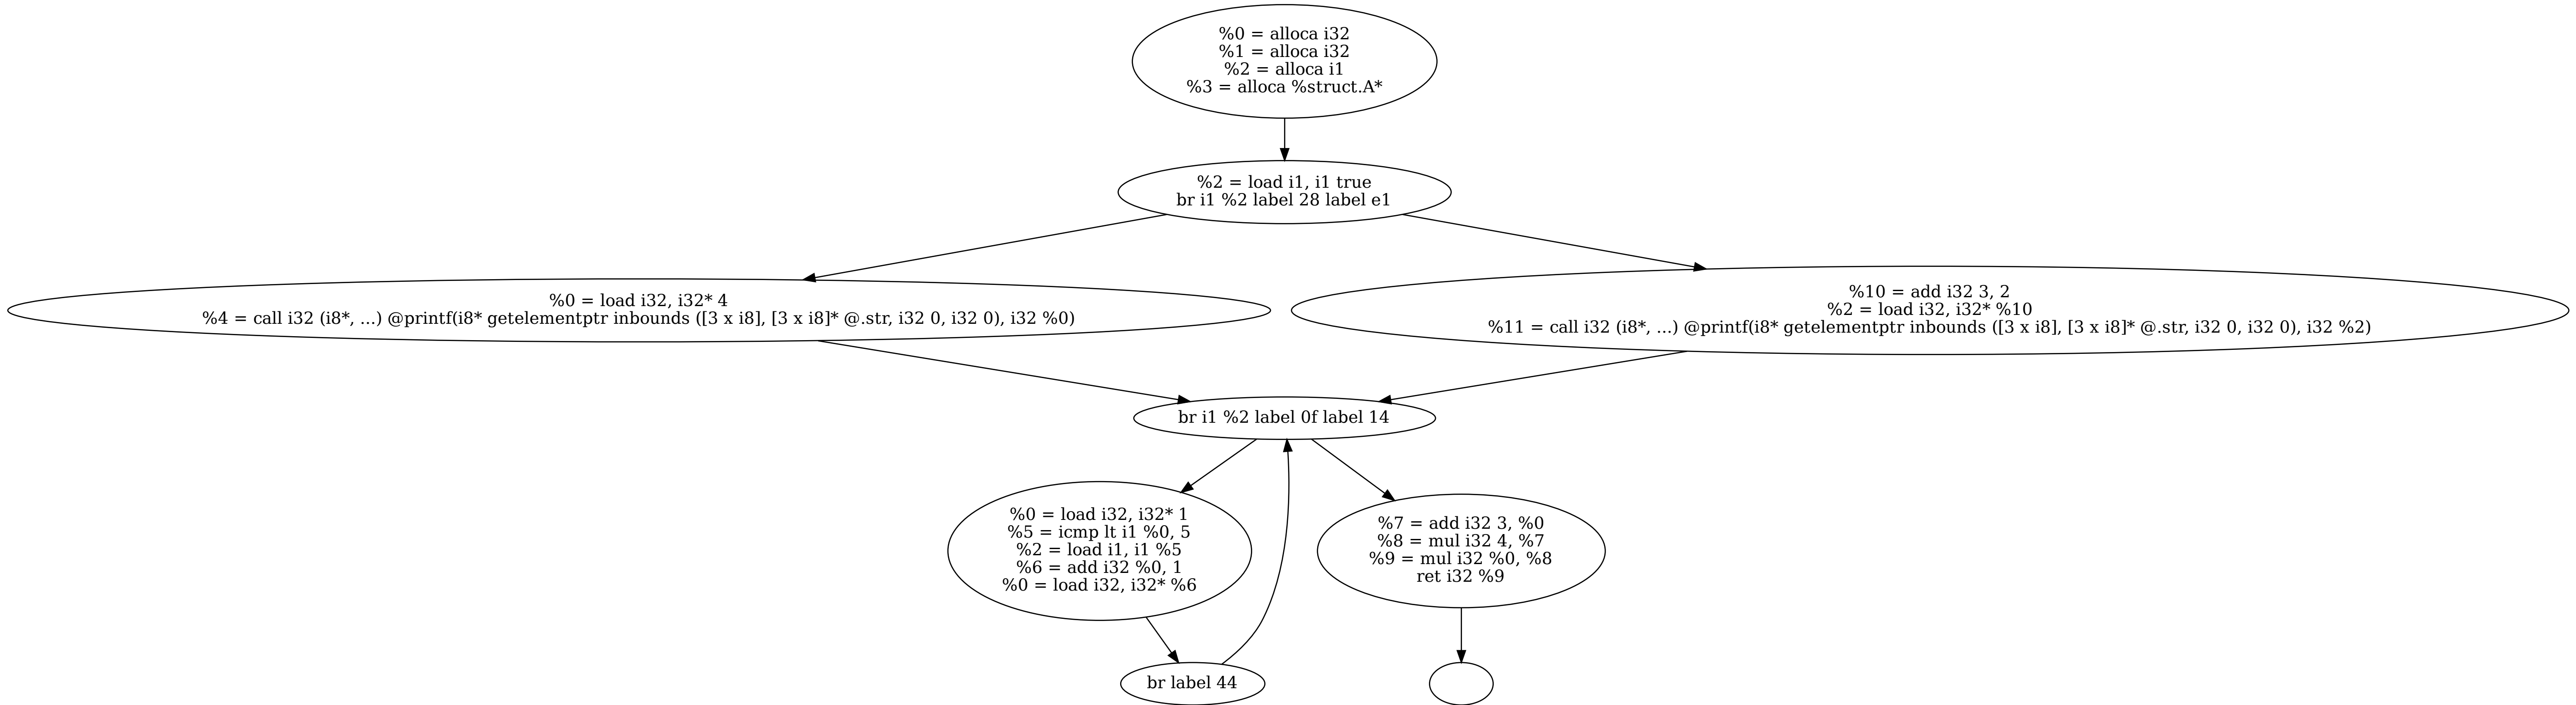 %0 = alloca i32
%1 = alloca i32
%2 = alloca i1
%3 = alloca %struct.A*
%2 = load i1, i1 true
br i1 %2 label 28 label e1
%0 = load i32, i32* 4
%4 = call i32 (i8*, ...) @printf(i8* getelementptr inbounds ([3 x i8], [3 x i8]* @.str, i32 0, i32 0), i32 %0)
%10 = add i32 3, 2
%2 = load i32, i32* %10
%11 = call i32 (i8*, ...) @printf(i8* getelementptr inbounds ([3 x i8], [3 x i8]* @.str, i32 0, i32 0), i32 %2)
br i1 %2 label 0f label 14
%0 = load i32, i32* 1
%5 = icmp lt i1 %0, 5
%2 = load i1, i1 %5
%6 = add i32 %0, 1
%0 = load i32, i32* %6
%7 = add i32 3, %0
%8 = mul i32 4, %7
%9 = mul i32 %0, %8
ret i32 %9
br label 44